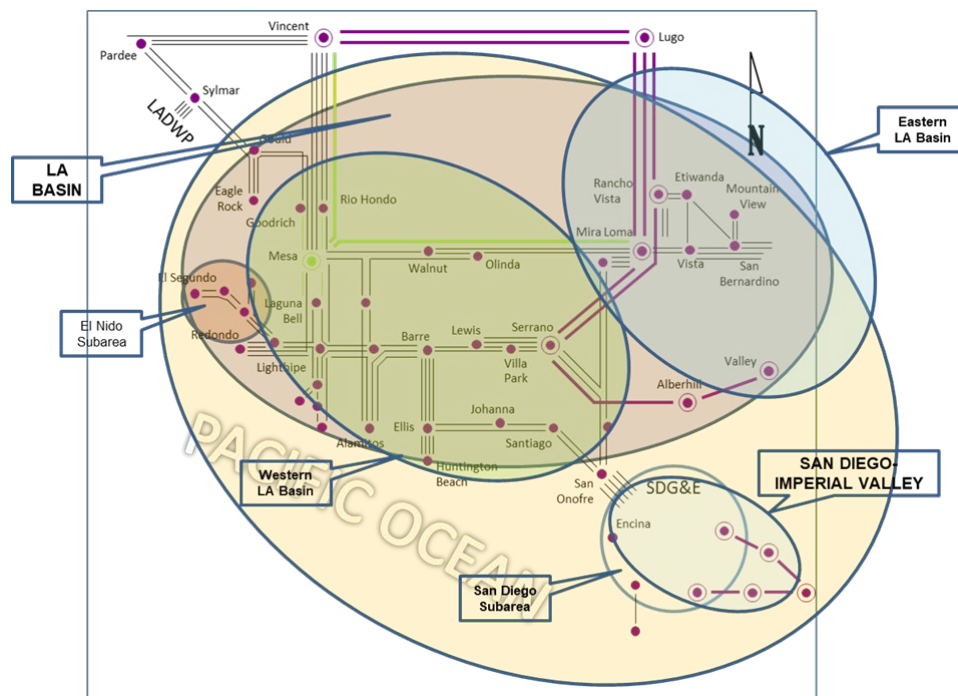 Vincent
Lugo
Pardee
Sylmar
LADWP
N
Eastern
LA Basin
LA
BASIN
Gould
Eagle
Rock
Goodrich
Rio Hondo
Rancho
Vista
Etiwanda
Mountain
View
Mira Loma
Mesa
Walnut
Olinda
Vista
San
Bernardino
El Segundo
El Nido
Subarea
Laguna
Bell
Redondo
Lighthipe
Barre
Lewis
Serrano
Villa
Park
Valley
Alberhill
Johanna
Ellis
Santiago
Alamitos
Huntington
Beach
Western
LA Basin
PACIFIC OCEAN
San
Onofre
SDG&E
SAN DIEGO-
IMPERIAL VALLEY
Encina
San Diego
Subarea